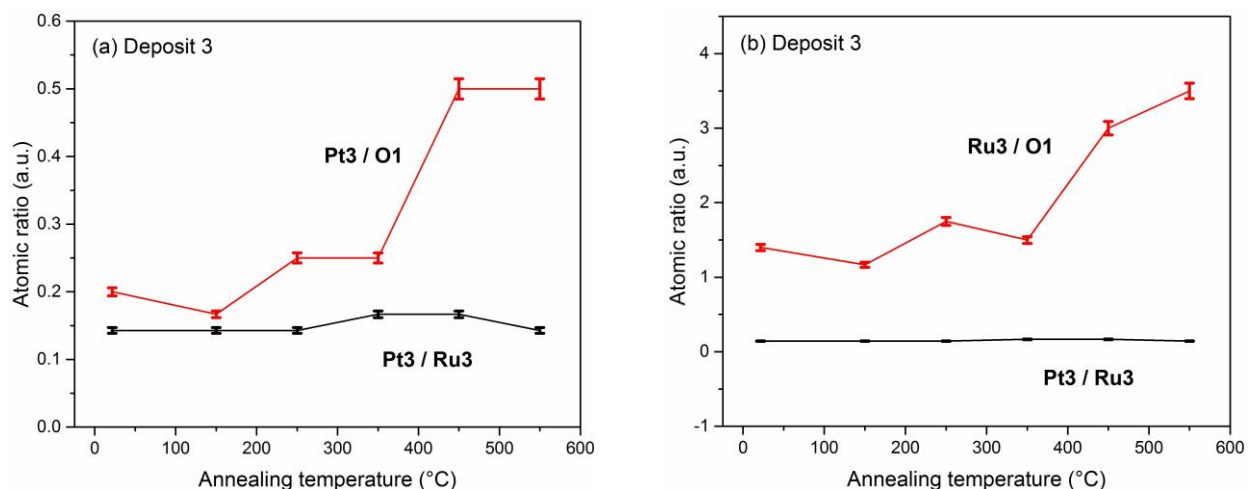 (a) Deposit 3
0.6
0.5
0.4
0.3
0.2
0.1
0.0
Atomic ratio (a.u.)
Pt3 / O1
Pt3 / Ru3
0 100 200 300 400 500 600
Annealing temperature (°C)
(b) Deposit 3
4
3
2
1
0
-1
Atomic ratio (a.u.)
Ru3 / O1
Pt3 / Ru3
0 100 200 300 400 500 600
Annealing temperature (°C)